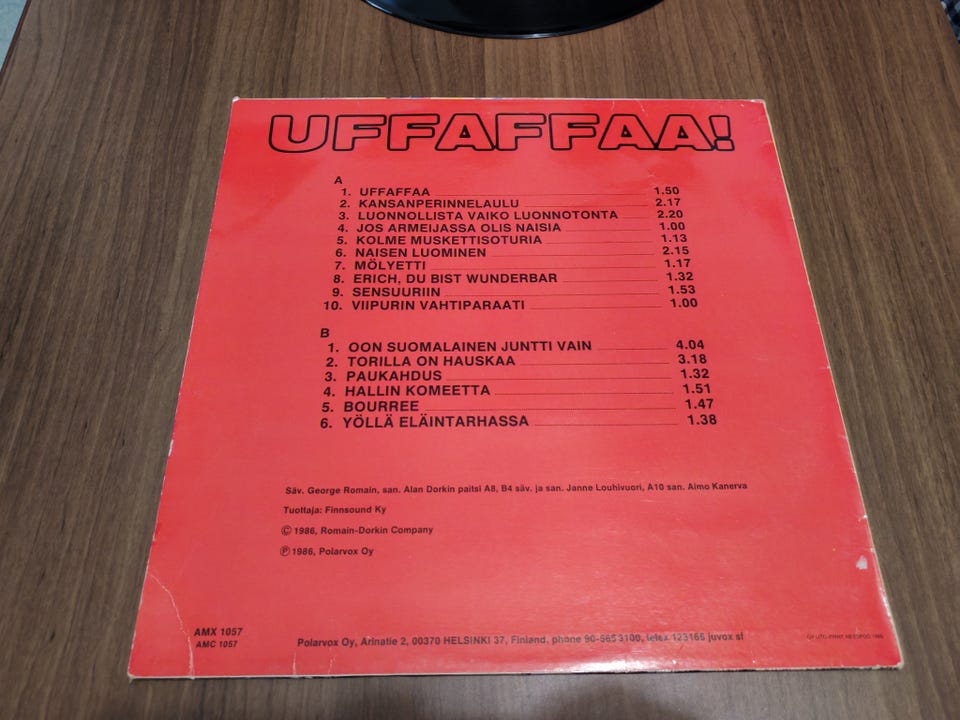 UFFAFFAA!
A
1. UFFAFFAA 1.50
2. KANSANPERINNELAULU 2.17
3. LUONNOLLISTA VAIKO LUONNOTONTA 2.20
4. JOS ARMEIJASSA OLIS NAISIA 1.00
5. KOLME MUSKETTISOTURIA 1.13
6. NAISEN LUOMINEN 2.15
7. MÖLYETTI 1.17
8. ERICH, DU BIST WUNDERBAR 1.32
9. SENSUURIIN 1.53
10. VIIPURIN VAHTIPARAATI 1.00
B
1. OON SUOMALAINEN JUNTTI VAIN 4.04
2. TORILLA ON HAUSKAA 3.18
3. PAUKAHDUS 1.32
4. HALLIN KOMEETTA 1.51
5. BOURREE 1.47
6. YÖLLÄ ELÄINTARHASSA 1.38
Säv. George Romain, san. Alan Dorkin paitsi A8, B4 säv. ja san. Janne Louhivuori, A10 san. Aimo Kanerva
Tuottaja: Finnsound Ky
© 1986, Romain-Dorkin Company
℗ 1986, Polarvox Oy
AMX 1057
AMC 1057
Polarvox Oy, Arinatie 2, 00370 HELSINKI 37, Finland, phone 90-565 3100, telex 123166 juvox sf